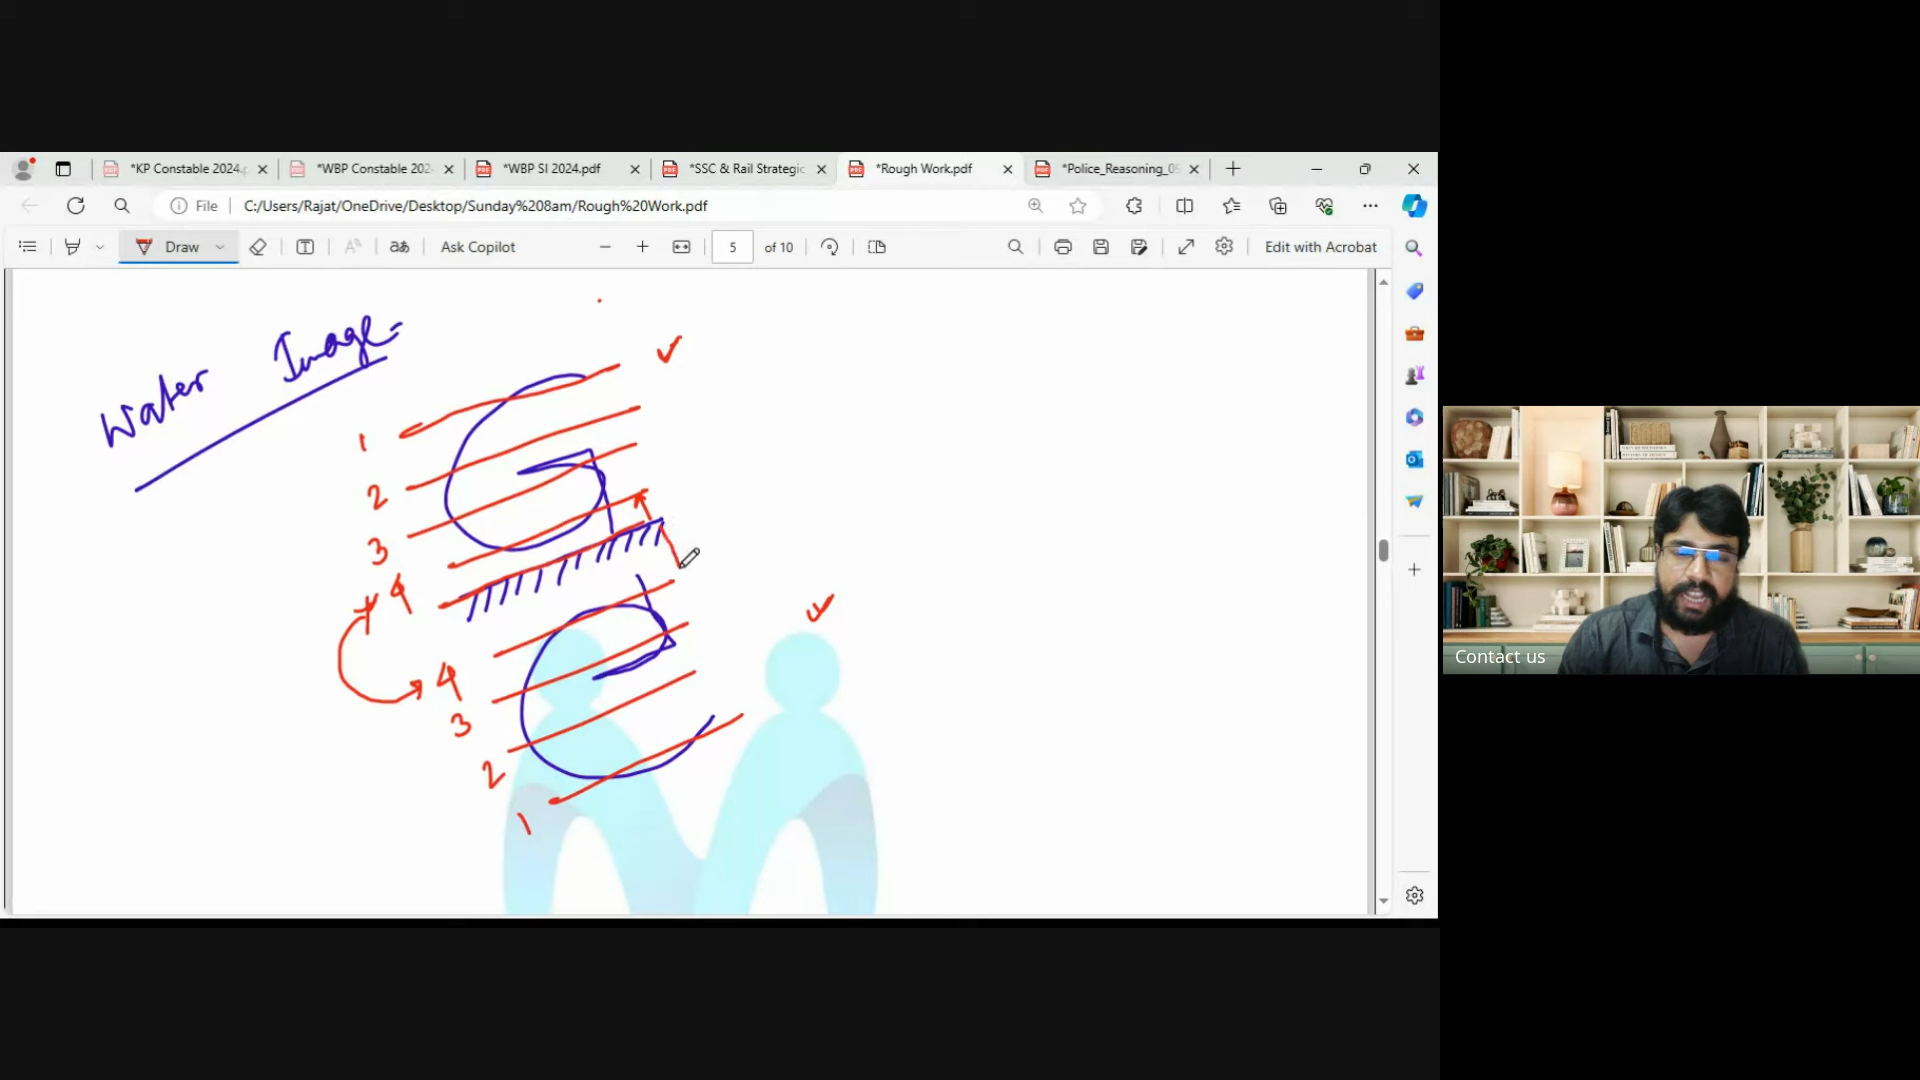 *KP Constable 2024.p
*WBP Constable 202
*WBP SI 2024.pdf
*SSC & Rail Strategic
*Rough Work.pdf
*Police_Reasoning_05
File
C:/Users/Rajat/OneDrive/Desktop/Sunday%208am/Rough%20Work.pdf
Draw
Ask Copilot
5
of 10
Edit with Acrobat
Water Image
1
2
3
4
4
3
2
1
G
Contact us